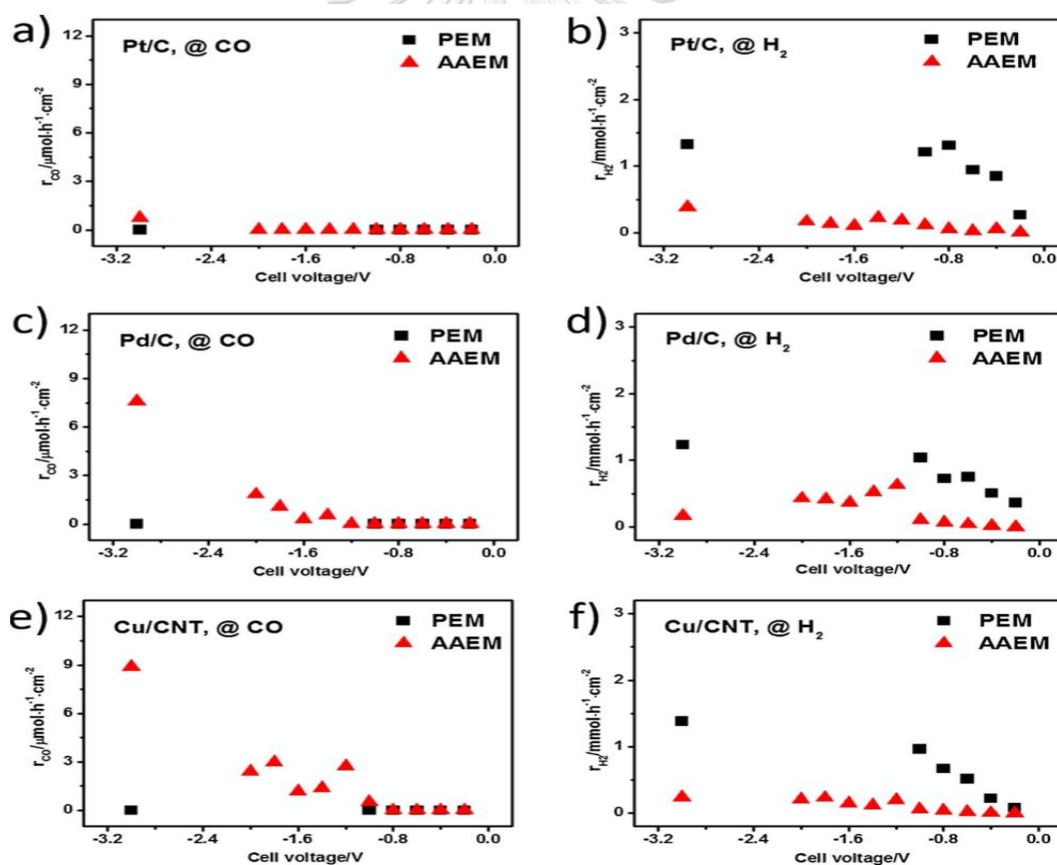 a)
Pt/C, @ CO
PEM
AAEM
12
9
6
3
0
r_CO/μmol·h⁻¹·cm⁻²
-3.2 -2.4 -1.6 -0.8 0.0
Cell voltage/V
b)
Pt/C, @ H₂
PEM
AAEM
3
2
1
0
r_H2/mmol·h⁻¹·cm⁻²
-3.2 -2.4 -1.6 -0.8 0.0
Cell voltage/V
c)
Pd/C, @ CO
PEM
AAEM
12
9
6
3
0
r_CO/μmol·h⁻¹·cm⁻²
-3.2 -2.4 -1.6 -0.8 0.0
Cell voltage/V
d)
Pd/C, @ H₂
PEM
AAEM
3
2
1
0
r_H2/mmol·h⁻¹·cm⁻²
-3.2 -2.4 -1.6 -0.8 0.0
Cell voltage/V
e)
Cu/CNT, @ CO
PEM
AAEM
12
9
6
3
0
r_CO/μmol·h⁻¹·cm⁻²
-3.2 -2.4 -1.6 -0.8 0.0
Cell voltage/V
f)
Cu/CNT, @ H₂
PEM
AAEM
3
2
1
0
r_H2/mmol·h⁻¹·cm⁻²
-3.2 -2.4 -1.6 -0.8 0.0
Cell voltage/V